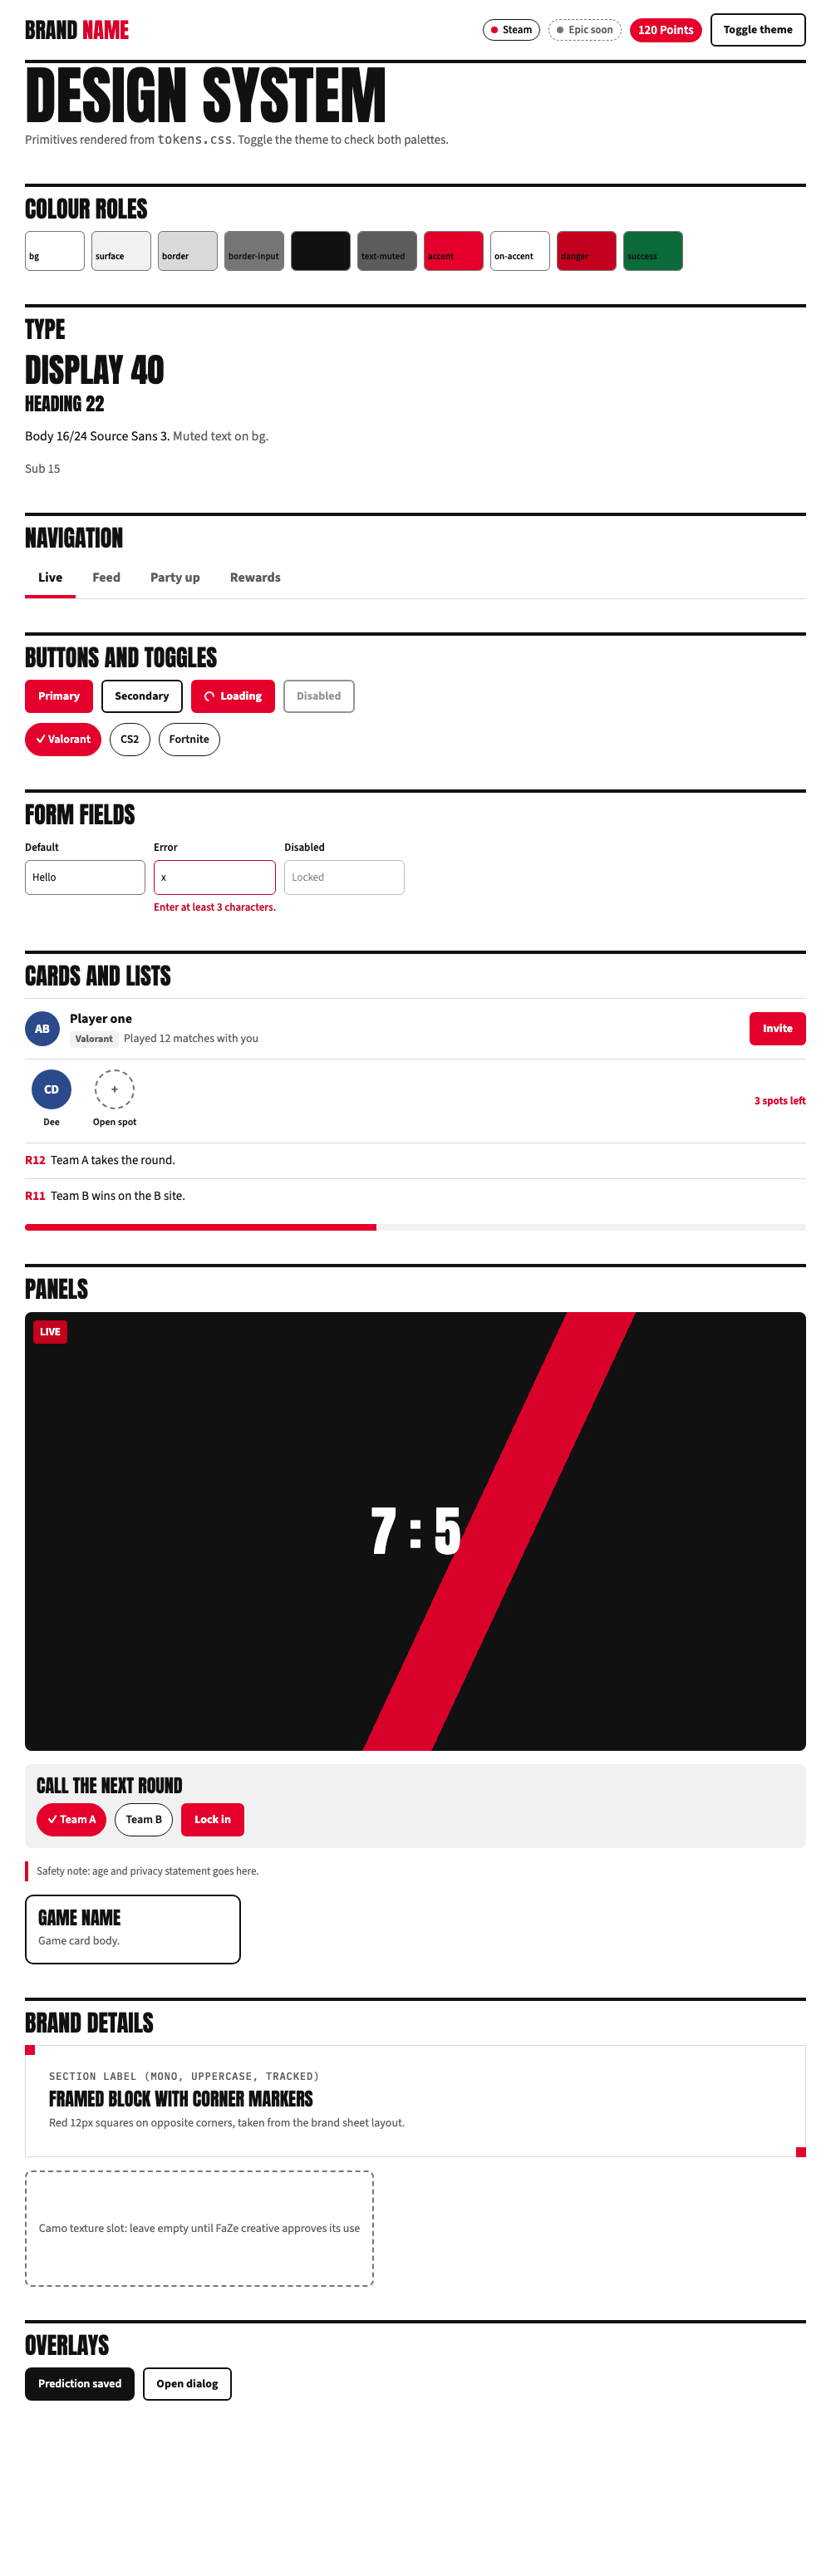 BRAND NAME
Steam
Epic soon
120 Points
Toggle theme
DESIGN SYSTEM
Primitives rendered from tokens.css. Toggle the theme to check both palettes.
COLOUR ROLES
bg
surface
border
border-input
text-muted
accent
on-accent
danger
success
TYPE
DISPLAY 40
HEADING 22
Body 16/24 Source Sans 3. Muted text on bg.
Sub 15
NAVIGATION
Live
Feed
Party up
Rewards
BUTTONS AND TOGGLES
Primary
Secondary
Loading
Disabled
✓ Valorant
CS2
Fortnite
FORM FIELDS
Default
Error
Disabled
Hello
x
Locked
Enter at least 3 characters.
CARDS AND LISTS
AB
Player one
Valorant
Played 12 matches with you
Invite
CD
+
Dee
Open spot
3 spots left
R12 Team A takes the round.
R11 Team B wins on the B site.
PANELS
LIVE
7 : 5
CALL THE NEXT ROUND
✓ Team A
Team B
Lock in
Safety note: age and privacy statement goes here.
GAME NAME
Game card body.
BRAND DETAILS
SECTION LABEL (MONO, UPPERCASE, TRACKED)
FRAMED BLOCK WITH CORNER MARKERS
Red 12px squares on opposite corners, taken from the brand sheet layout.
Camo texture slot: leave empty until FaZe creative approves its use
OVERLAYS
Prediction saved
Open dialog